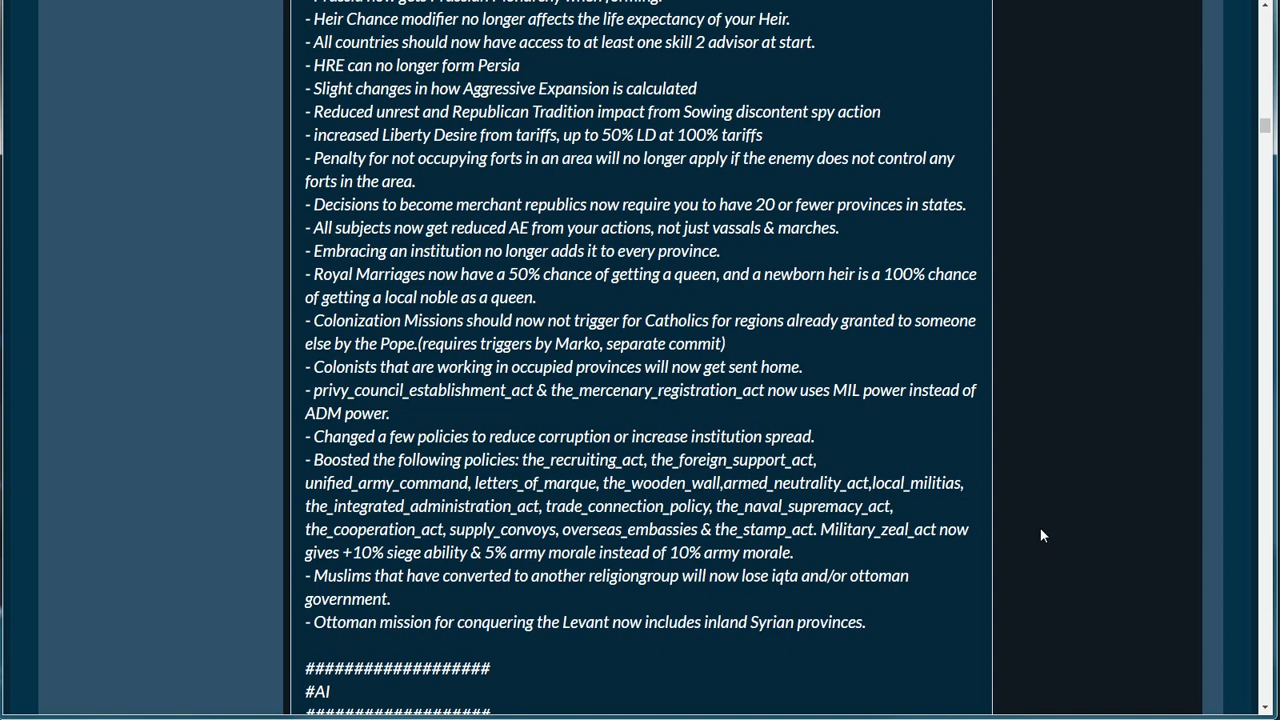 - Prussia now gets Prussian Monarchy when forming.
- Heir Chance modifier no longer affects the life expectancy of your Heir.
- All countries should now have access to at least one skill 2 advisor at start.
- HRE can no longer form Persia
- Slight changes in how Aggressive Expansion is calculated
- Reduced unrest and Republican Tradition impact from Sowing discontent spy action
- increased Liberty Desire from tariffs, up to 50% LD at 100% tariffs
- Penalty for not occupying forts in an area will no longer apply if the enemy does not control any
forts in the area.
- Decisions to become merchant republics now require you to have 20 or fewer provinces in states.
- All subjects now get reduced AE from your actions, not just vassals & marches.
- Embracing an institution no longer adds it to every province.
- Royal Marriages now have a 50% chance of getting a queen, and a newborn heir is a 100% chance
of getting a local noble as a queen.
- Colonization Missions should now not trigger for Catholics for regions already granted to someone
else by the Pope.(requires triggers by Marko, separate commit)
- Colonists that are working in occupied provinces will now get sent home.
- privy_council_establishment_act & the_mercenary_registration_act now uses MIL power instead of
ADM power.
- Changed a few policies to reduce corruption or increase institution spread.
- Boosted the following policies: the_recruiting_act, the_foreign_support_act,
unified_army_command, letters_of_marque, the_wooden_wall,armed_neutrality_act,local_militias,
the_integrated_administration_act, trade_connection_policy, the_naval_supremacy_act,
the_cooperation_act, supply_convoys, overseas_embassies & the_stamp_act. Military_zeal_act now
gives +10% siege ability & 5% army morale instead of 10% army morale.
- Muslims that have converted to another religiongroup will now lose iqta and/or ottoman
government.
- Ottoman mission for conquering the Levant now includes inland Syrian provinces.
###################
#AI
###################